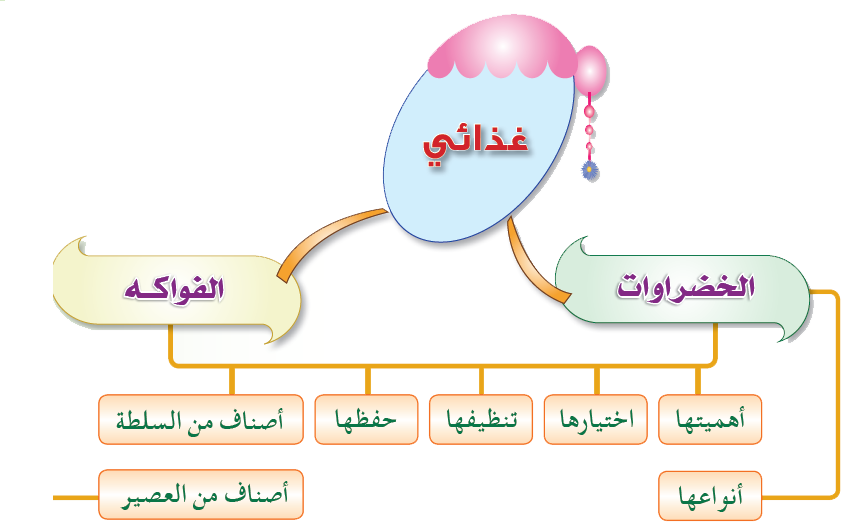 غذائي
الخضراوات
الفواكه
أهميتها
اختيارها
تنظيفها
حفظها
أصناف من السلطة
أنواعها
أصناف من العصير